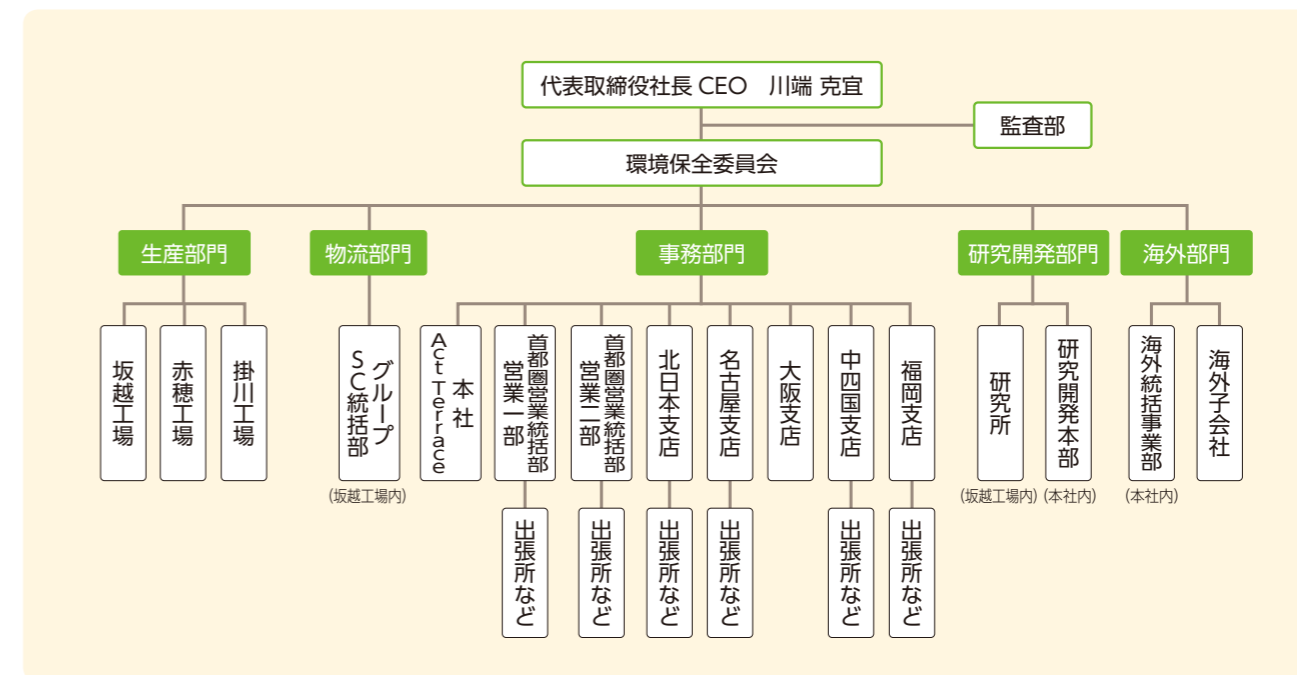 代表取締役社長 CEO　川端 克宜
監査部
環境保全委員会
生産部門
物流部門
事務部門
研究開発部門
海外部門
坂越工場
赤穂工場
掛川工場
グループ
SC統括部
(坂越工場内)
本社
Act Terrace
首都圏営業統括部
営業一部
首都圏営業統括部
営業二部
北日本支店
名古屋支店
大阪支店
中四国支店
福岡支店
研究所
(坂越工場内)
研究開発本部
(本社内)
海外統括事業部
(本社内)
海外子会社
出張所など
出張所など
出張所など
出張所など
出張所など
出張所など